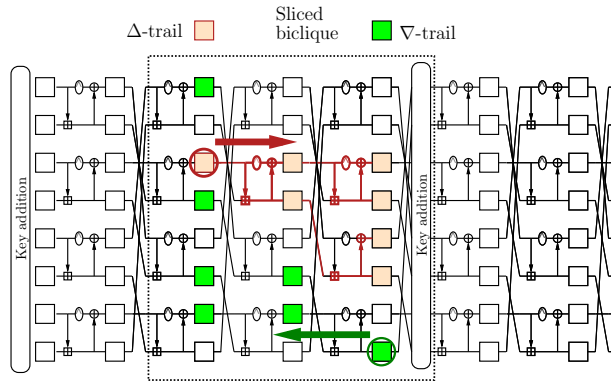 Δ-trail
Sliced
biclique
∇-trail
Key addition
Key addition